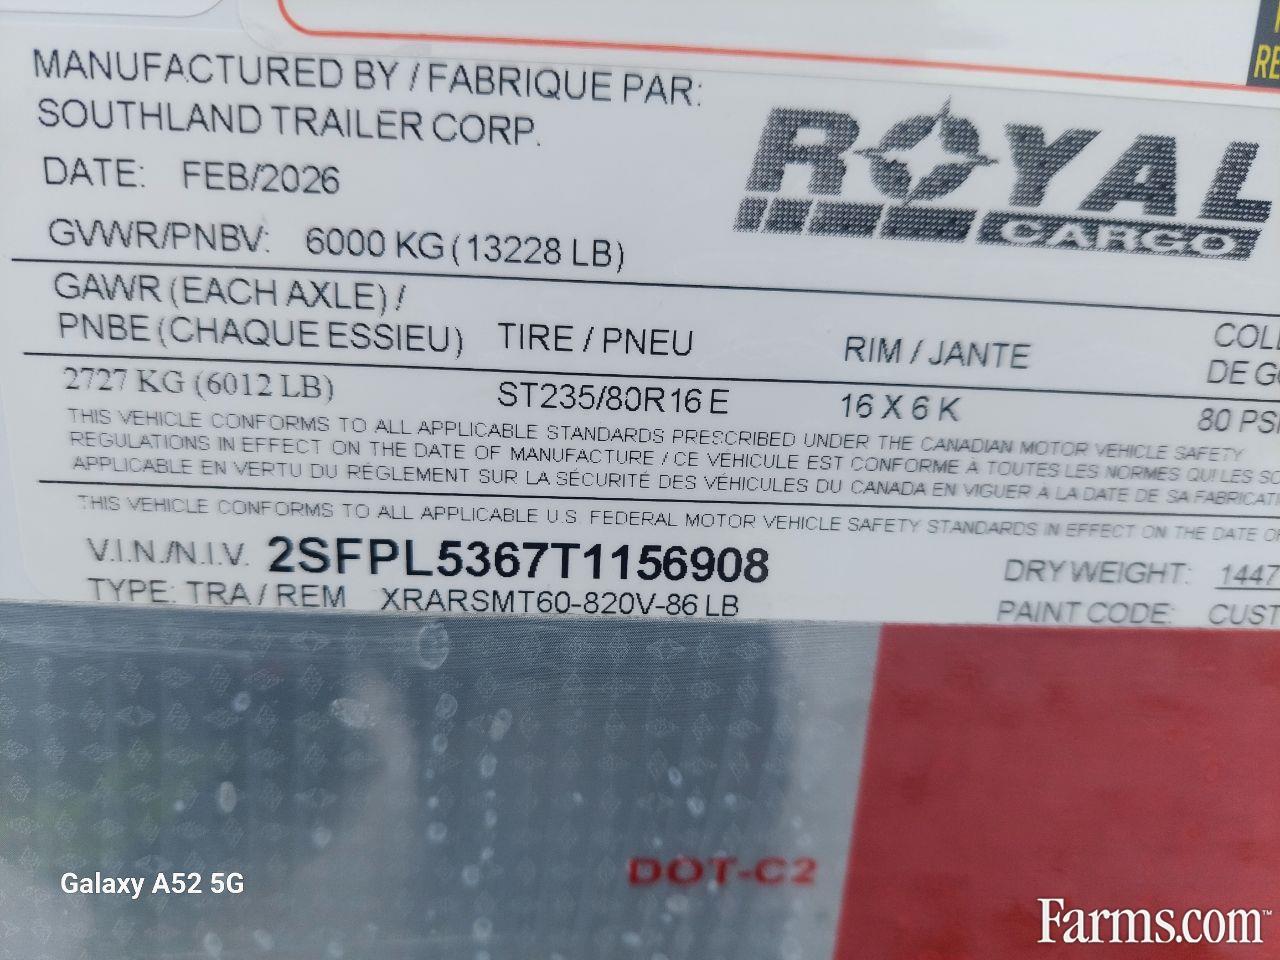 MANUFACTURED BY / FABRIQUE PAR:
SOUTHLAND TRAILER CORP.
DATE: FEB/2026
GVWR/PNBV: 6000 KG (13228 LB)
ROYAL
CARGO
GAWR (EACH AXLE) /
PNBE (CHAQUE ESSIEU)
TIRE / PNEU
RIM / JANTE
2727 KG (6012 LB)
ST235/80R16 E
16 X 6 K
80 PSI
THIS VEHICLE CONFORMS TO ALL APPLICABLE STANDARDS PRESCRIBED UNDER THE CANADIAN MOTOR VEHICLE SAFETY
REGULATIONS IN EFFECT ON THE DATE OF MANUFACTURE / CE VÉHICULE EST CONFORME À TOUTES LES NORMES QUI LES
APPLICABLE EN VERTU DU RÉGLEMENT SUR LA SÉCURITÉ DES VÉHICULES DU CANADA EN VIGUER À LA DATE DE SA
THIS VEHICLE CONFORMS TO ALL APPLICABLE U.S. FEDERAL MOTOR VEHICLE SAFETY STANDARDS IN EFFECT ON THE DATE
V.I.N./N.I.V. 2SFPL5367T1156908
DRY WEIGHT: 1447
TYPE: TRA / REM XRARSMT60-820V-86 LB
PAINT CODE: CUST
DOT-C2
Galaxy A52 5G
Farms.com™